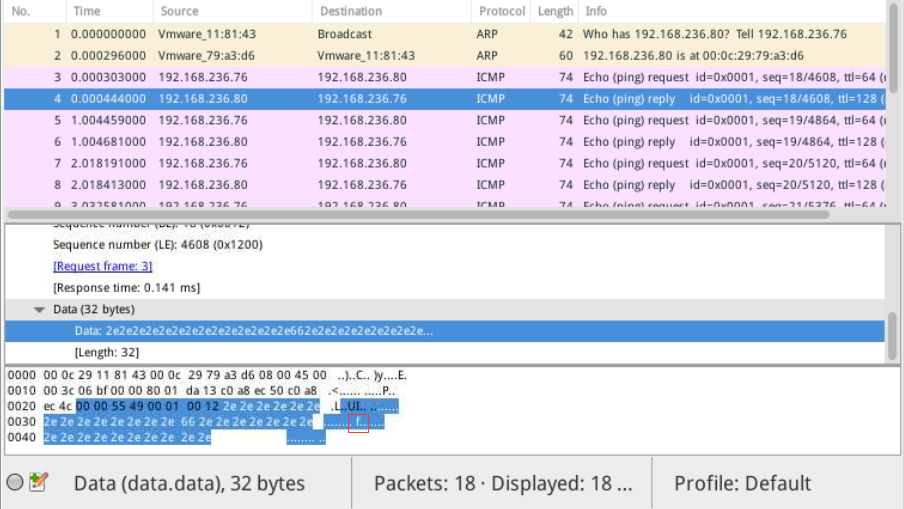 No. Time Source Destination Protocol Length Info
1 0.000000000 Vmware_11:81:43 Broadcast ARP 42 Who has 192.168.236.80? Tell 192.168.236.76
2 0.000296000 Vmware_79:a3:d6 Vmware_11:81:43 ARP 60 192.168.236.80 is at 00:0c:29:79:a3:d6
3 0.000303000 192.168.236.76 192.168.236.80 ICMP 74 Echo (ping) request id=0x0001, seq=18/4608, ttl=64 (r
4 0.000444000 192.168.236.80 192.168.236.76 ICMP 74 Echo (ping) reply id=0x0001, seq=18/4608, ttl=128 (
5 1.004459000 192.168.236.76 192.168.236.80 ICMP 74 Echo (ping) request id=0x0001, seq=19/4864, ttl=64 (r
6 1.004681000 192.168.236.80 192.168.236.76 ICMP 74 Echo (ping) reply id=0x0001, seq=19/4864, ttl=128 (
7 2.018191000 192.168.236.76 192.168.236.80 ICMP 74 Echo (ping) request id=0x0001, seq=20/5120, ttl=64 (r
8 2.018413000 192.168.236.80 192.168.236.76 ICMP 74 Echo (ping) reply id=0x0001, seq=20/5120, ttl=128 (
9 3.032581000 192.168.236.76 192.168.236.80 ICMP 74 Echo (ping) request id=0x0001, seq=21/5376, ttl=64 (r
Sequence number (LE): 4608 (0x1200)
[Request frame: 3]
[Response time: 0.141 ms]
Data (32 bytes)
Data: 2e2e2e2e2e2e2e2e2e2e2e2e2e2e662e2e2e2e2e2e2e2e2e...
[Length: 32]
0000 00 0c 29 11 81 43 00 0c 29 79 a3 d6 08 00 45 00 ..)..C.. )y....E.
0010 00 3c 06 bf 00 00 80 01 da 13 c0 a8 ec 50 c0 a8 .<...... .....P..
0020 ec 4c 00 00 55 49 00 01 00 12 2e 2e 2e 2e 2e 2e .L..UI.. ........
0030 2e 2e 2e 2e 2e 2e 2e 2e 66 2e 2e 2e 2e 2e 2e 2e ........ f.......
0040 2e 2e 2e 2e 2e 2e 2e 2e 2e 2e ........ ..
Data (data.data), 32 bytes
Packets: 18 · Displayed: 18 ...
Profile: Default